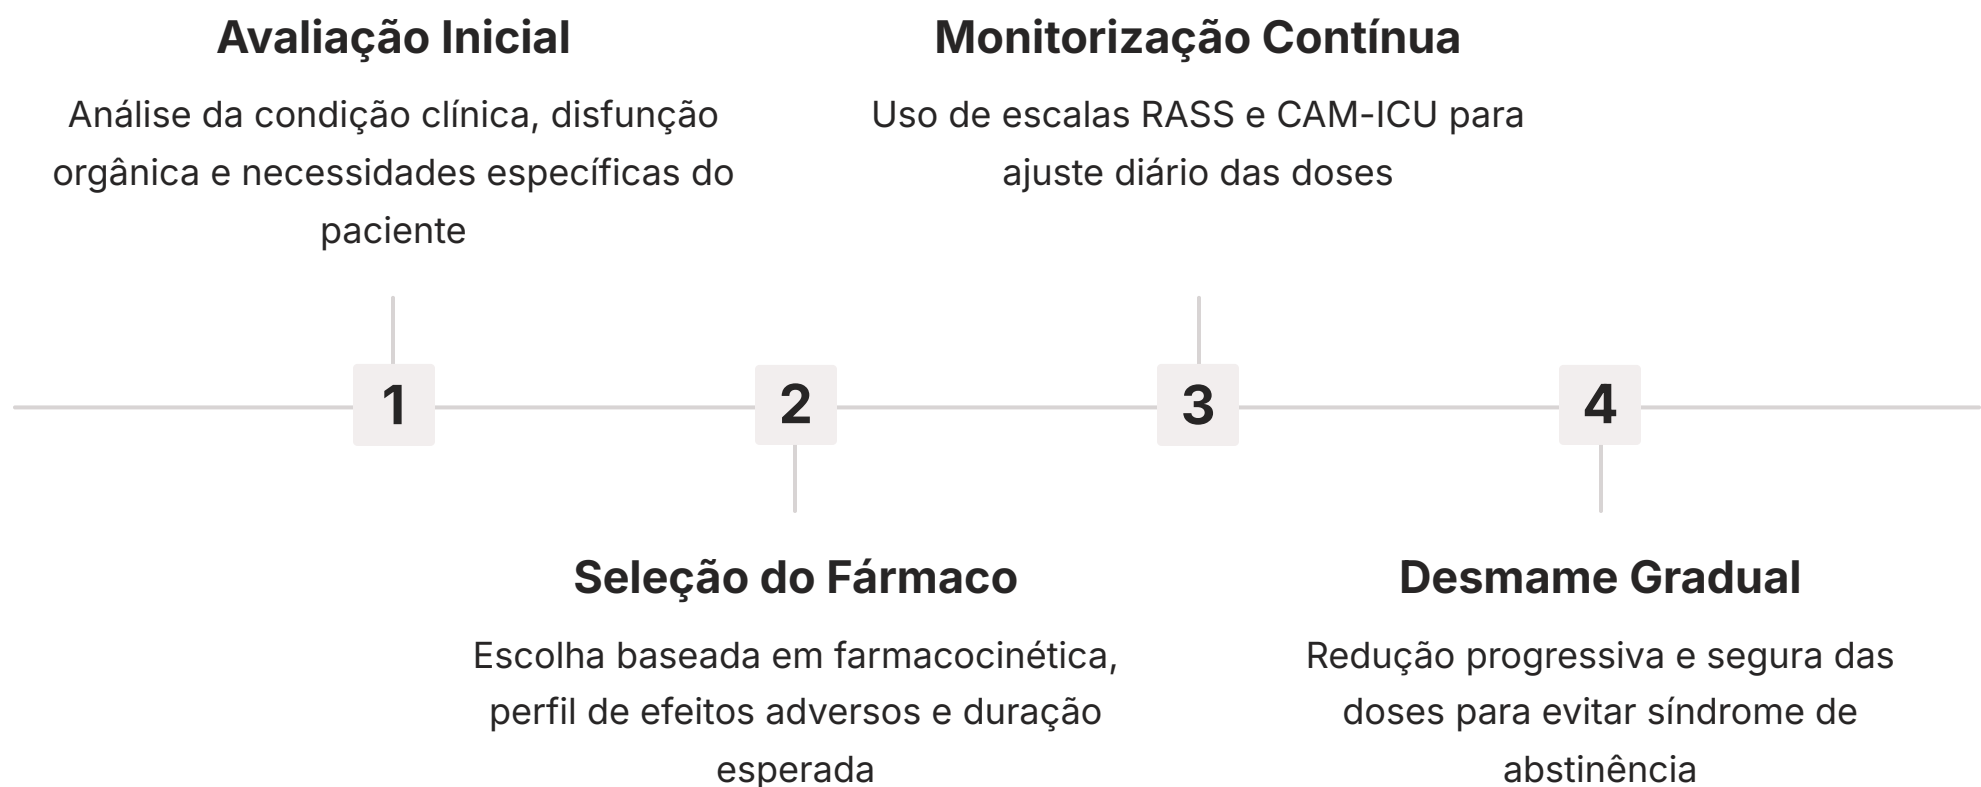 Avaliação Inicial
Análise da condição clínica, disfunção
orgânica e necessidades específicas do
paciente
1
Seleção do Fármaco
Escolha baseada em farmacocinética,
perfil de efeitos adversos e duração
esperada
2
Monitorização Contínua
Uso de escalas RASS e CAM-ICU para
ajuste diário das doses
3
Desmame Gradual
Redução progressiva e segura das
doses para evitar síndrome de
abstinência
4